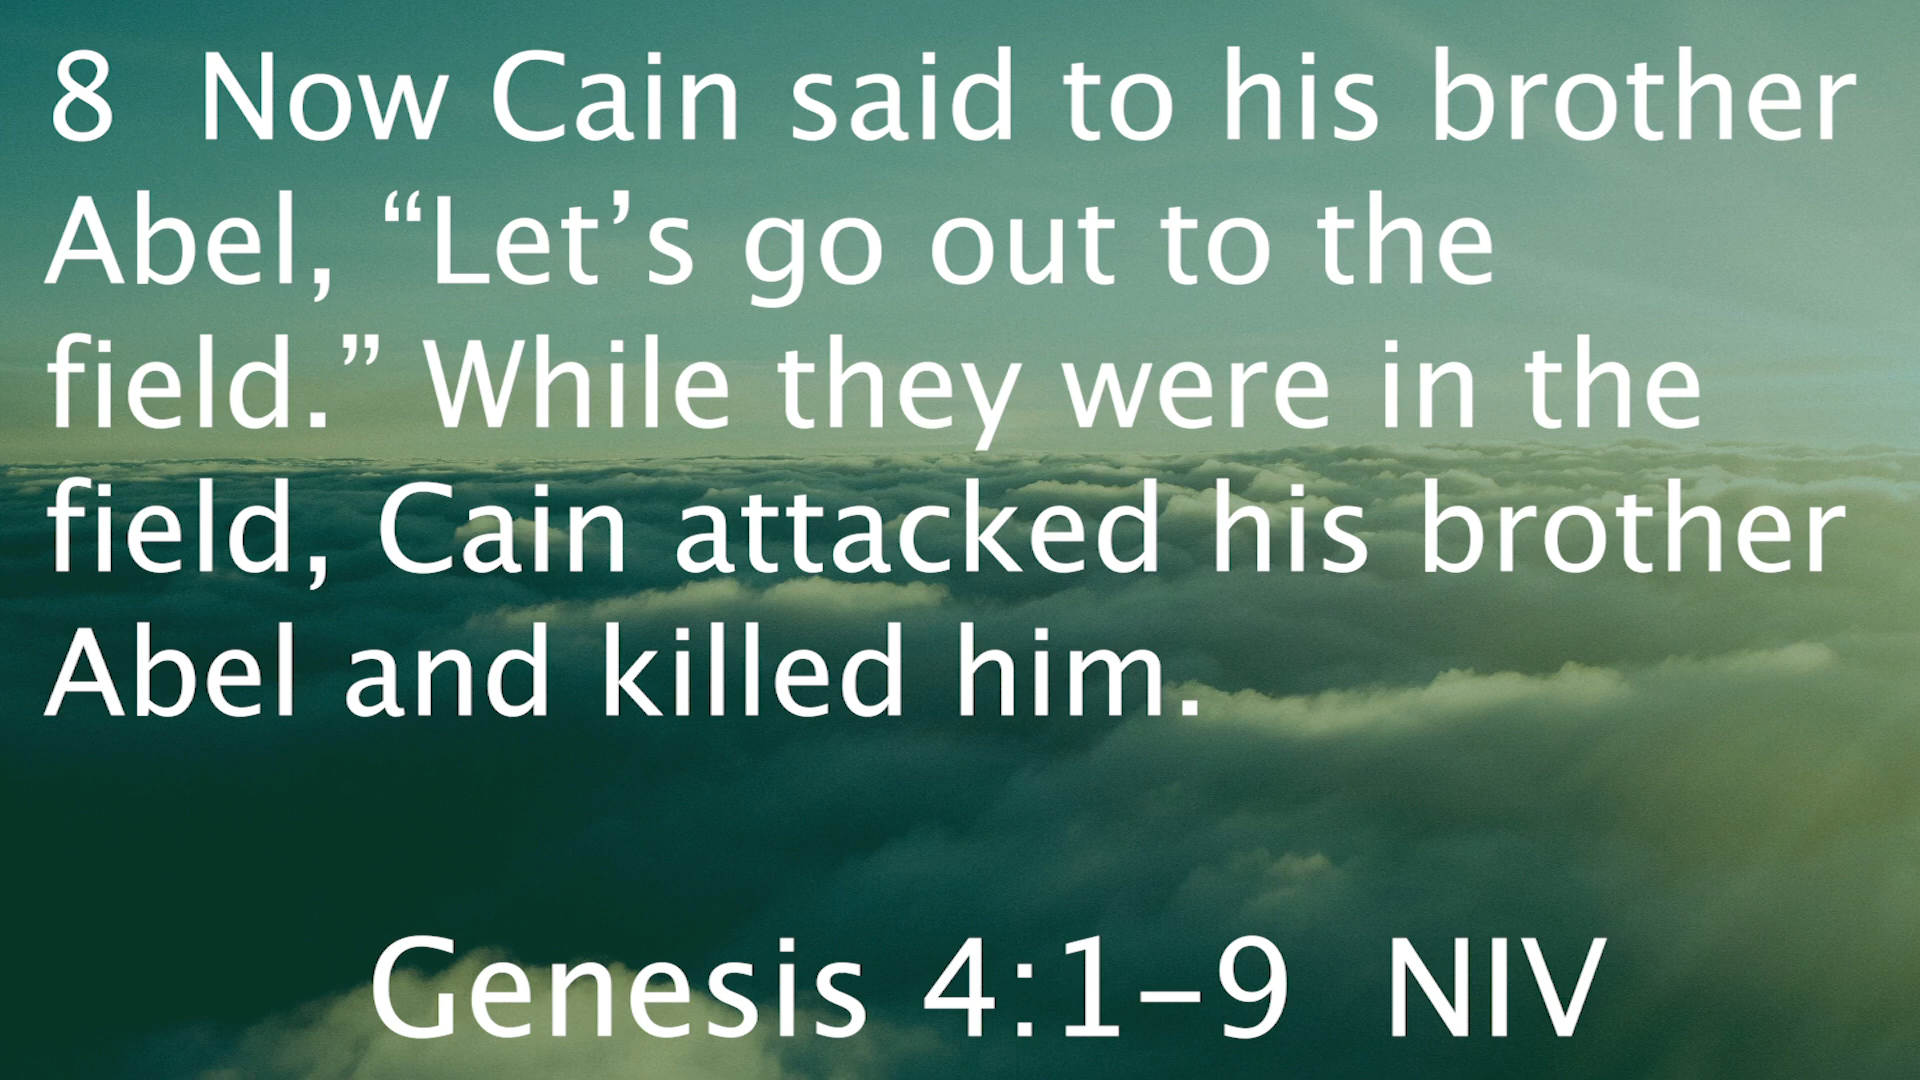 8  Now Cain said to his brother
Abel, “Let’s go out to the
field.” While they were in the
field, Cain attacked his brother
Abel and killed him.
Genesis 4:1–9  NIV